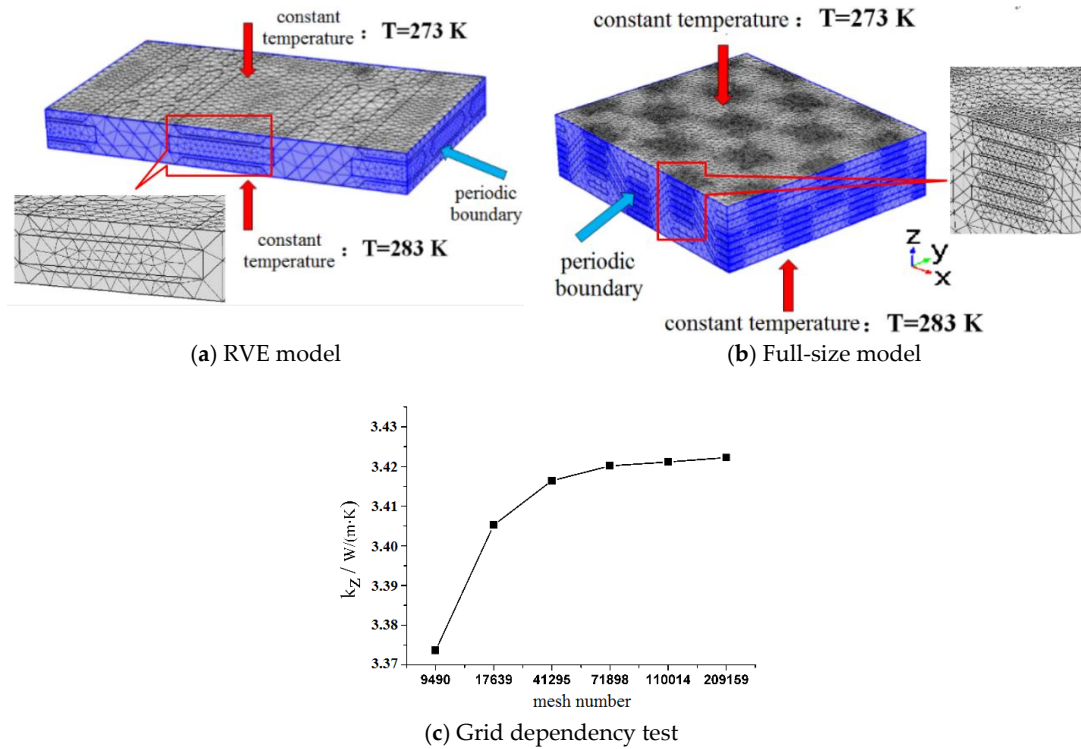 constant
temperature： T=273 K
periodic
boundary
constant
temperature： T=283 K
(a) RVE model
constant temperature： T=273 K
periodic
boundary
z
y
x
constant temperature： T=283 K
(b) Full-size model
3.43
3.42
3.41
3.40
3.39
3.38
3.37
kZ / W/(m·K)
9490 17639 41295 71898 110014 209159
mesh number
(c) Grid dependency test